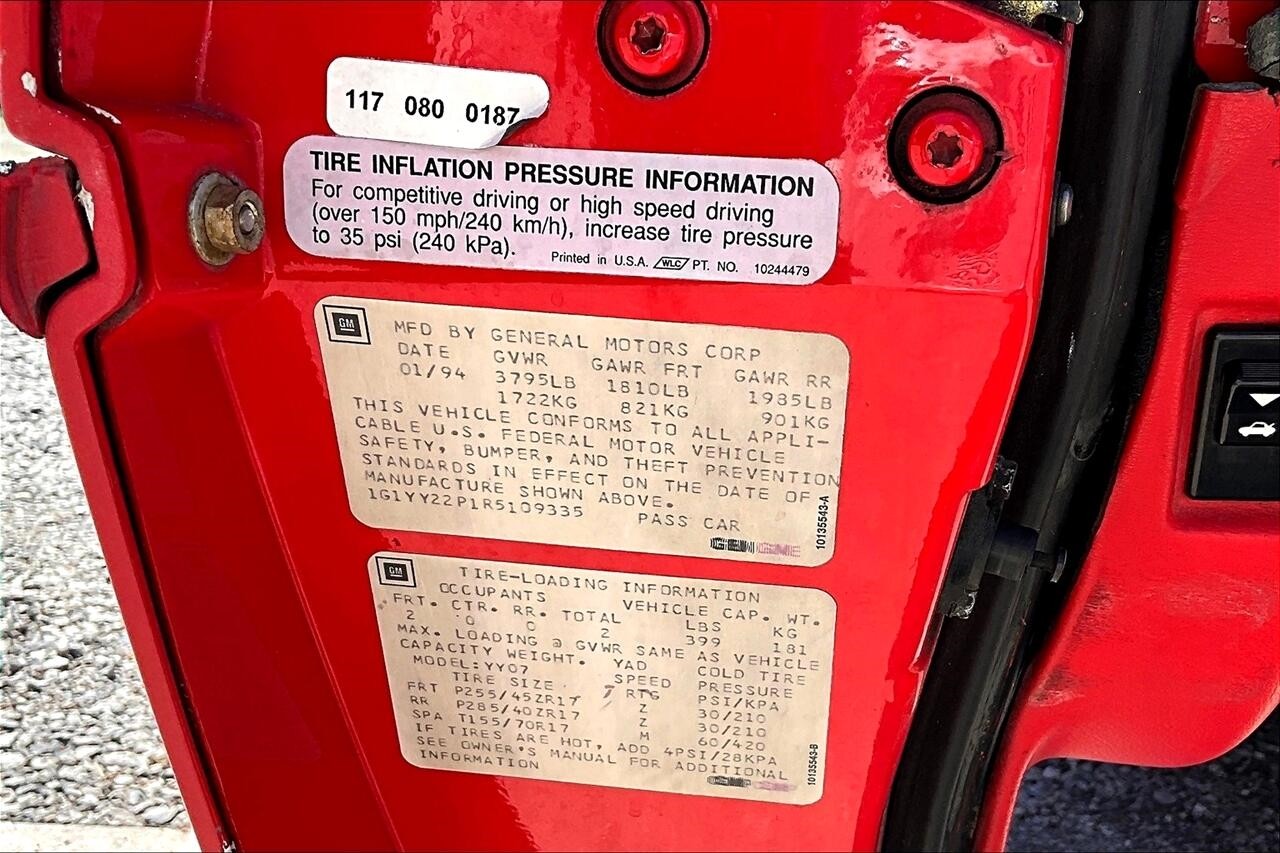 117 080 0187
TIRE INFLATION PRESSURE INFORMATION
For competitive driving or high speed driving
(over 150 mph/240 km/h), increase tire pressure
to 35 psi (240 kPa).
Printed in U.S.A. WLC PT. NO. 10244479
GM
MFD BY GENERAL MOTORS CORP
DATE GVWR GAWR FRT GAWR RR
01/94 3795LB 1810LB 1985LB
1722KG 821KG 901KG
THIS VEHICLE CONFORMS TO ALL APPLI-
CABLE U.S. FEDERAL MOTOR VEHICLE
SAFETY, BUMPER, AND THEFT PREVENTION
STANDARDS IN EFFECT ON THE DATE OF
MANUFACTURE SHOWN ABOVE.
1G1YY22P1R5109335 PASS CAR
10135543-A
GM
TIRE-LOADING INFORMATION
OCCUPANTS VEHICLE CAP. WT.
FRT. CTR. RR. TOTAL LBS KG
2 0 0 2 399 181
MAX. LOADING @ GVWR SAME AS VEHICLE
CAPACITY WEIGHT. YAD COLD TIRE
MODEL:YY07 SPEED PRESSURE
TIRE SIZE RTG PSI/KPA
FRT P255/45ZR17 Z 30/210
RR P285/40ZR17 Z 30/210
SPA T155/70R17 M 60/420
IF TIRES ARE HOT, ADD 4PSI/28KPA
SEE OWNER'S MANUAL FOR ADDITIONAL
INFORMATION
10135543-B